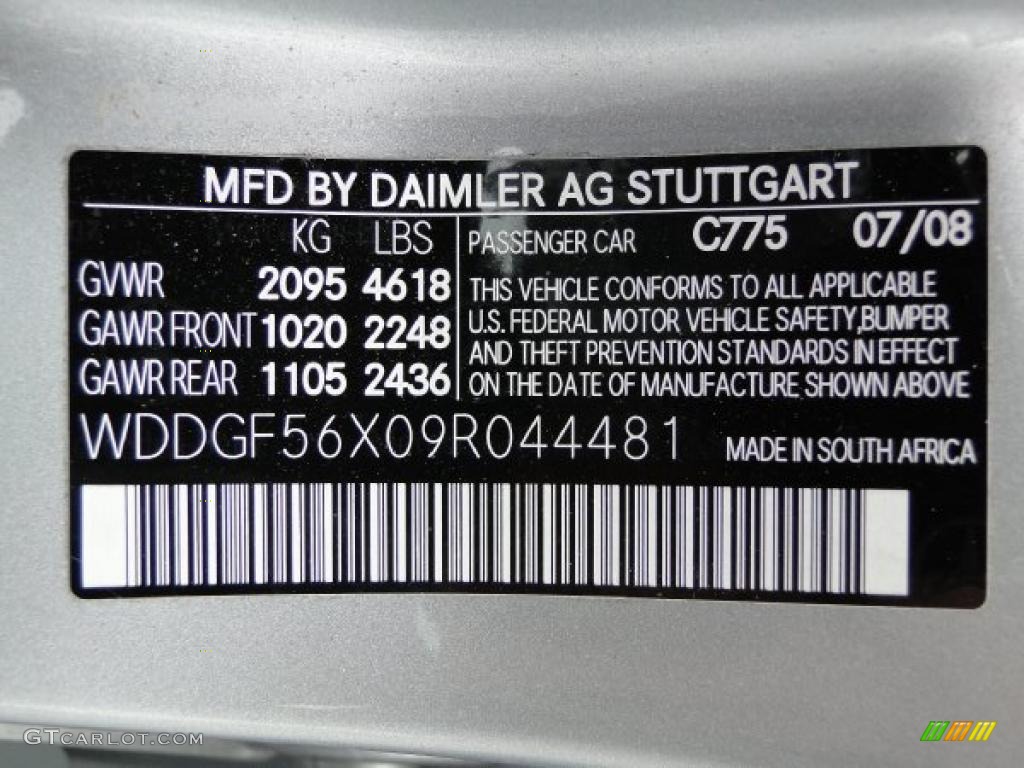 MFD BY DAIMLER AG STUTTGART
KG LBS
GVWR 2095 4618
GAWR FRONT 1020 2248
GAWR REAR 1105 2436
PASSENGER CAR C775 07/08
THIS VEHICLE CONFORMS TO ALL APPLICABLE
U.S. FEDERAL MOTOR VEHICLE SAFETY, BUMPER
AND THEFT PREVENTION STANDARDS IN EFFECT
ON THE DATE OF MANUFACTURE SHOWN ABOVE
WDDGF56X09R044481 MADE IN SOUTH AFRICA
GTCARLOT.COM